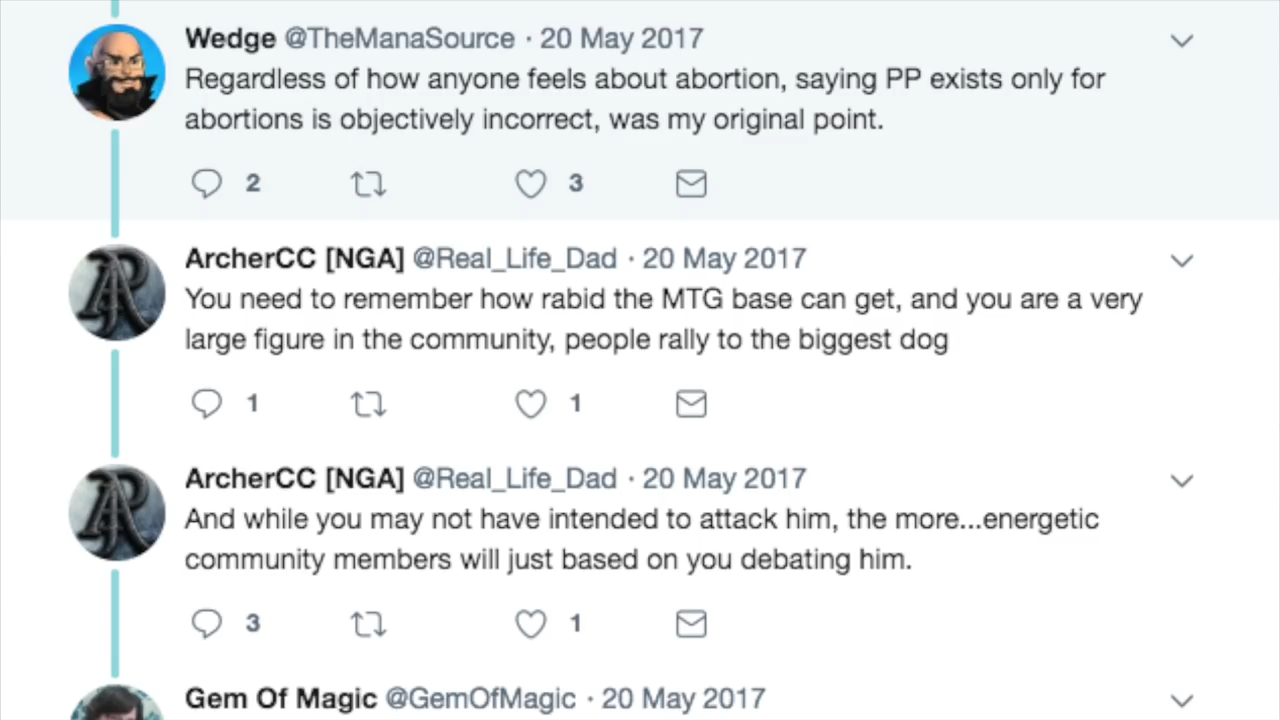 Wedge @TheManaSource · 20 May 2017
Regardless of how anyone feels about abortion, saying PP exists only for
abortions is objectively incorrect, was my original point.
2 3
ArcherCC [NGA] @Real_Life_Dad · 20 May 2017
You need to remember how rabid the MTG base can get, and you are a very
large figure in the community, people rally to the biggest dog
1 1
ArcherCC [NGA] @Real_Life_Dad · 20 May 2017
And while you may not have intended to attack him, the more...energetic
community members will just based on you debating him.
3 1
Gem Of Magic @GemOfMagic · 20 May 2017